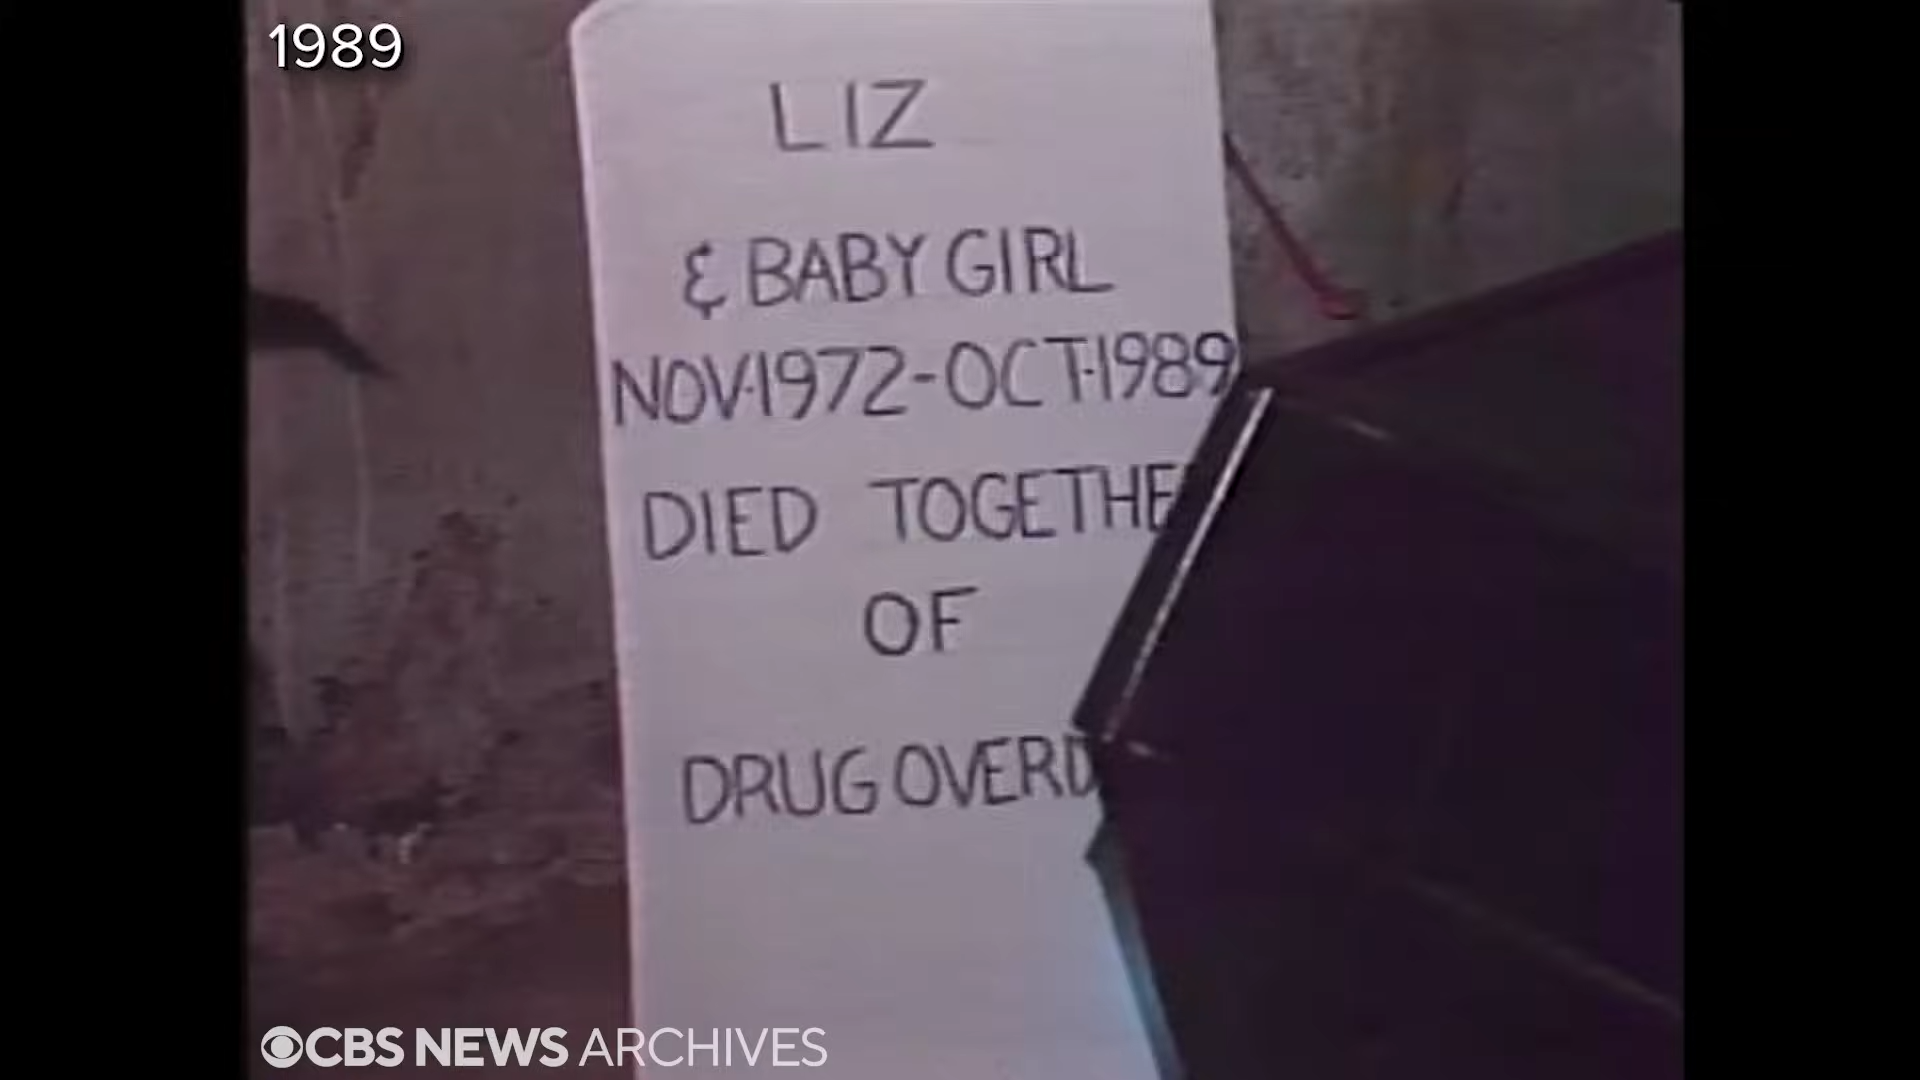 1989
LIZ
& BABY GIRL
NOV-1972-OCT-1989
DIED TOGETHE
OF
DRUG OVERD
CBS NEWS ARCHIVES